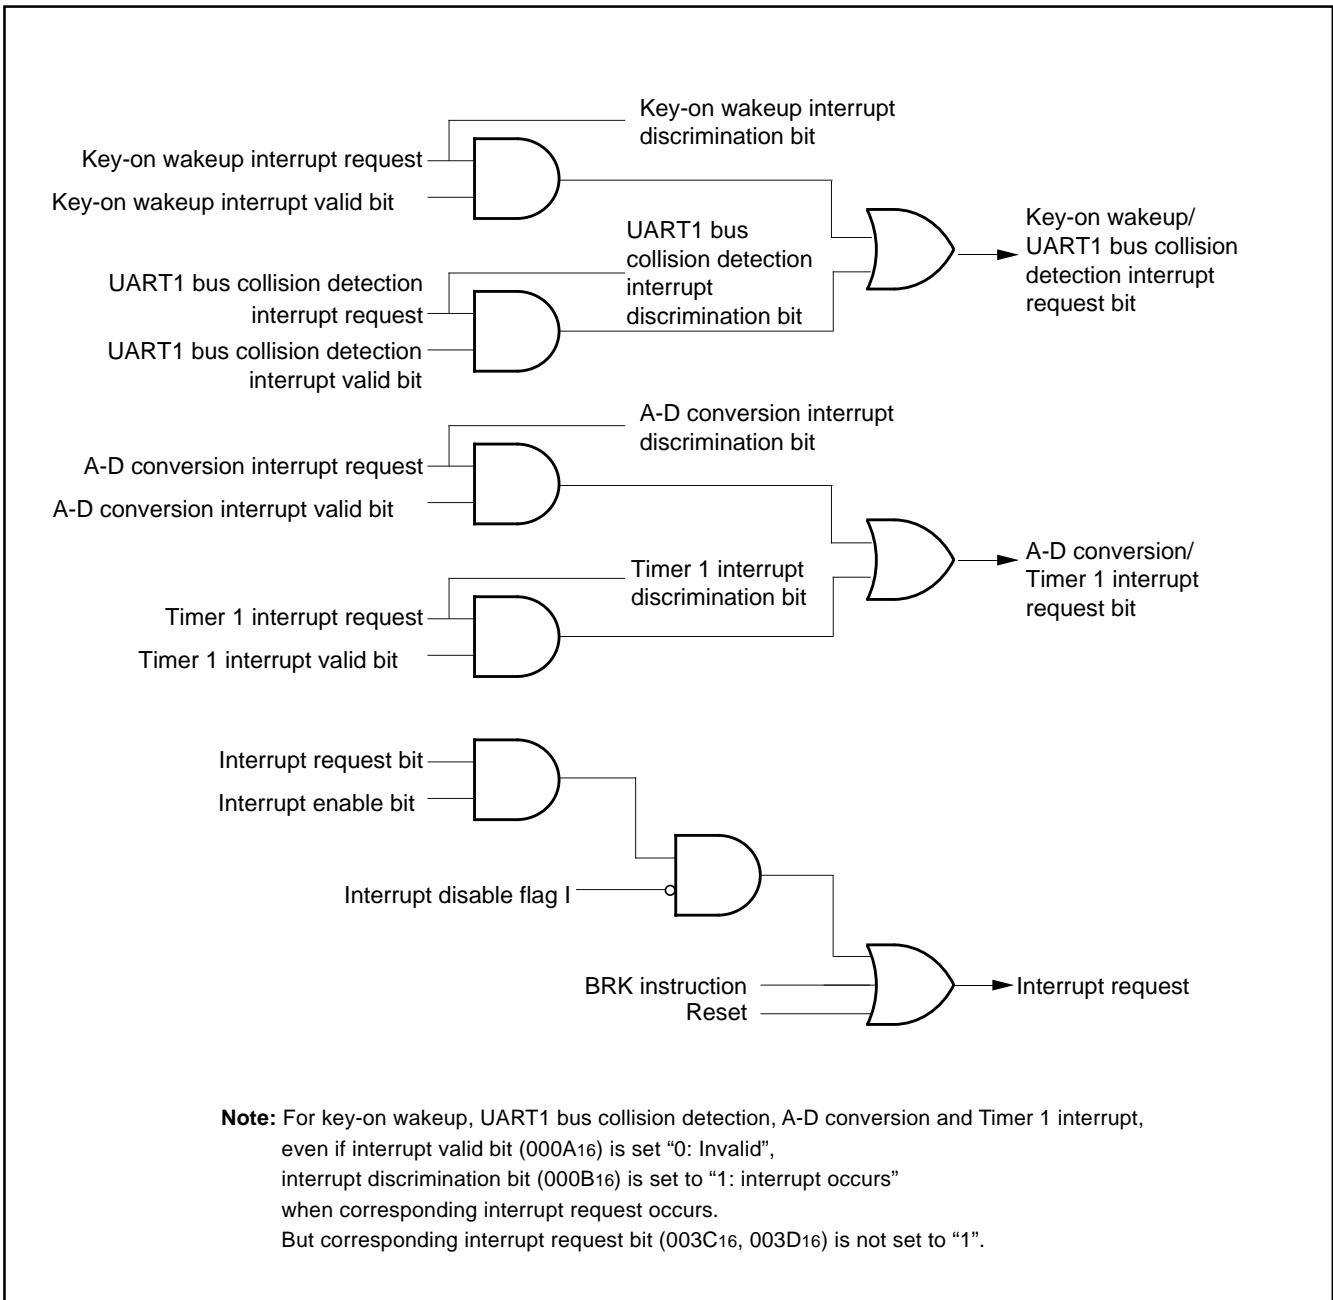 Key-on wakeup interrupt
discrimination bit
Key-on wakeup interrupt request
Key-on wakeup interrupt valid bit
UART1 bus
collision detection
interrupt
discrimination bit
Key-on wakeup/
UART1 bus collision
detection interrupt
request bit
UART1 bus collision detection
interrupt request
UART1 bus collision detection
interrupt valid bit
A-D conversion interrupt
discrimination bit
A-D conversion interrupt request
A-D conversion interrupt valid bit
A-D conversion/
Timer 1 interrupt
request bit
Timer 1 interrupt
discrimination bit
Timer 1 interrupt request
Timer 1 interrupt valid bit
Interrupt request bit
Interrupt enable bit
Interrupt disable flag I
BRK instruction
Reset
Interrupt request
Note: For key-on wakeup, UART1 bus collision detection, A-D conversion and Timer 1 interrupt,
even if interrupt valid bit (000A16) is set “0: Invalid”,
interrupt discrimination bit (000B16) is set to “1: interrupt occurs”
when corresponding interrupt request occurs.
But corresponding interrupt request bit (003C16, 003D16) is not set to “1”.